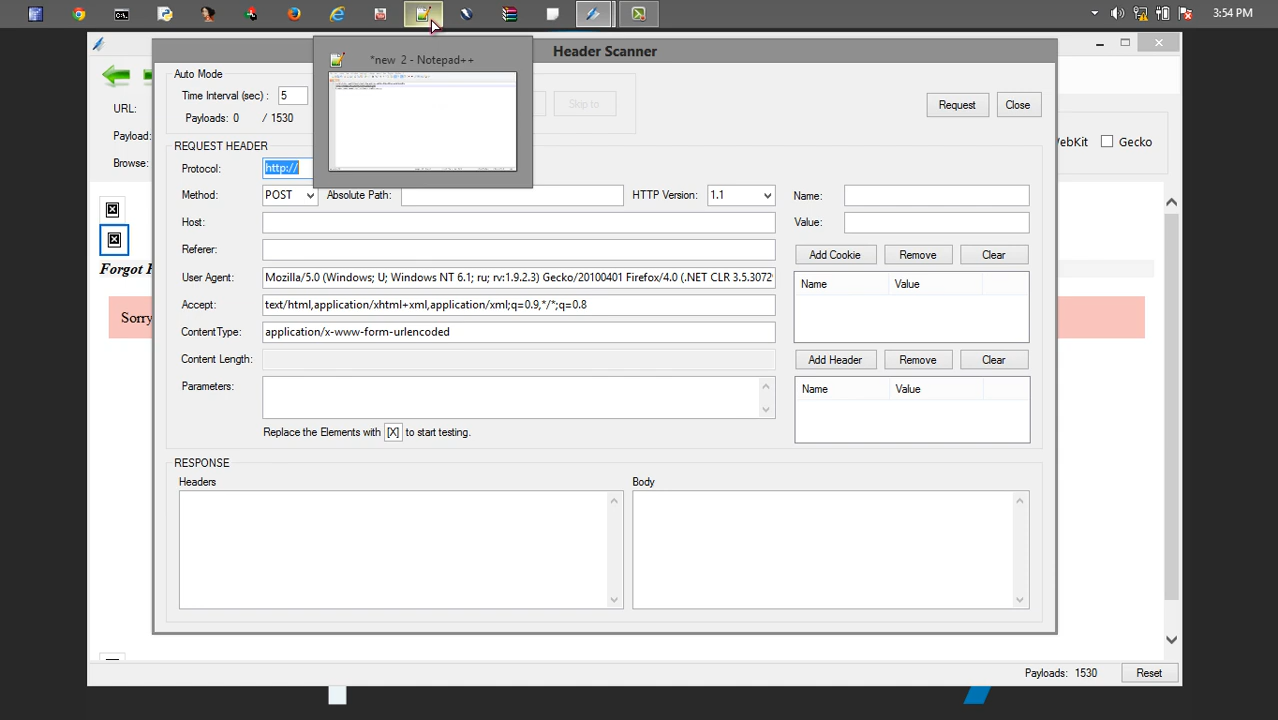 3:54 PM
Header Scanner
*new 2 - Notepad++
Auto Mode
Time Interval (sec) : 5
Payloads: 0 / 1530
Skip to
Request
Close
URL:
Payload:
Browse:
Gecko
REQUEST HEADER
Protocol: http://
Method: POST Absolute Path: HTTP Version: 1.1 Name:
Host: Value:
Referer: Add Cookie Remove Clear
User Agent: Mozilla/5.0 (Windows; U; Windows NT 6.1; ru; rv:1.9.2.3) Gecko/20100401 Firefox/4.0 (.NET CLR 3.5.3072
Name Value
Accept: text/html,application/xhtml+xml,application/xml;q=0.9,*/*;q=0.8
ContentType: application/x-www-form-urlencoded
Content Length: Add Header Remove Clear
Parameters: Name Value
Replace the Elements with [X] to start testing.
Sorry
RESPONSE
Headers Body
Payloads: 1530 Reset